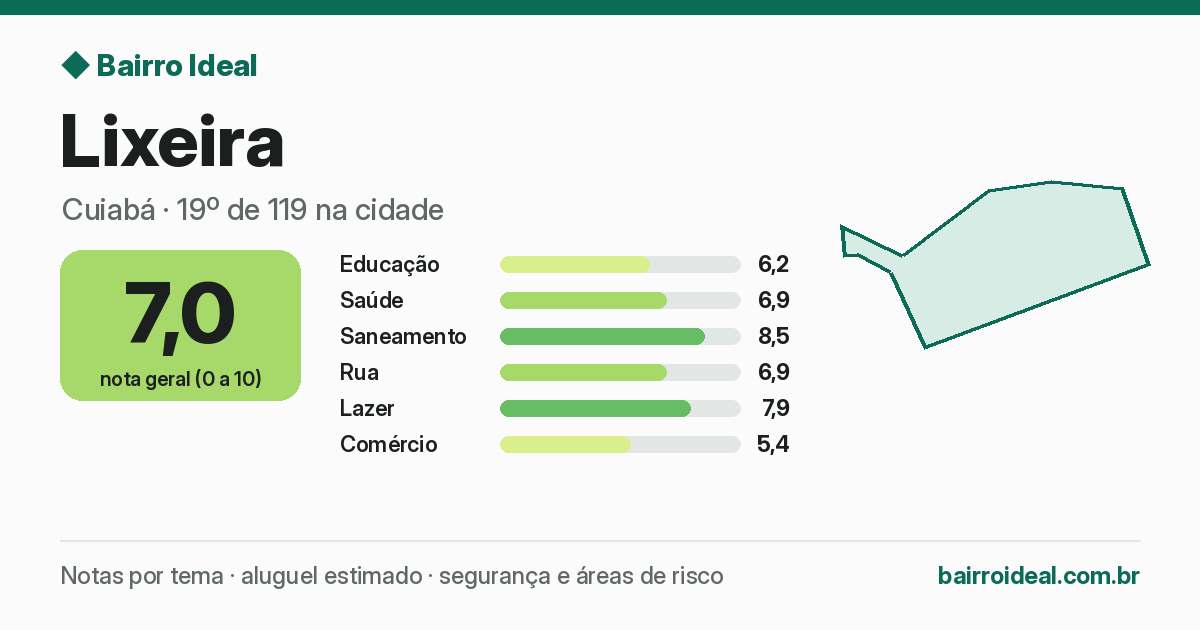 Bairro Ideal
Lixeira
Cuiabá · 19º de 119 na cidade
7,0
nota geral (0 a 10)
Educação 6,2
Saúde 6,9
Saneamento 8,5
Rua 6,9
Lazer 7,9
Comércio 5,4
Notas por tema · aluguel estimado · segurança e áreas de risco
bairroideal.com.br